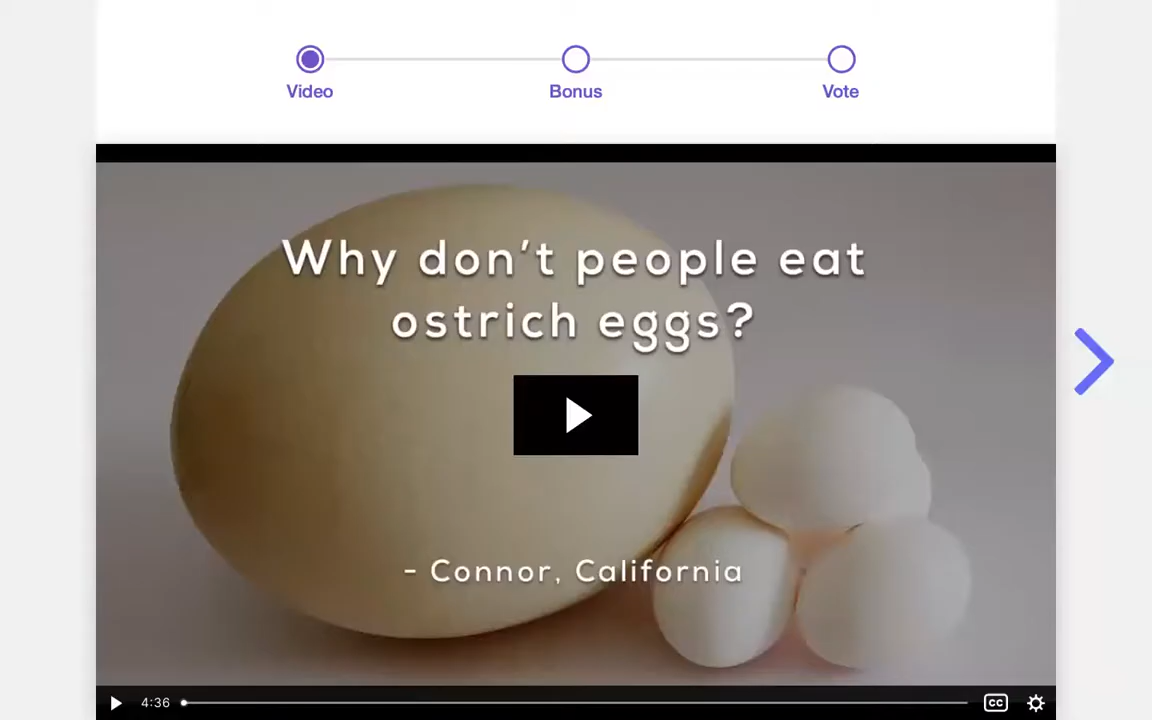 Video
Bonus
Vote
Why don't people eat
ostrich eggs?
- Connor, California
4:36
CC